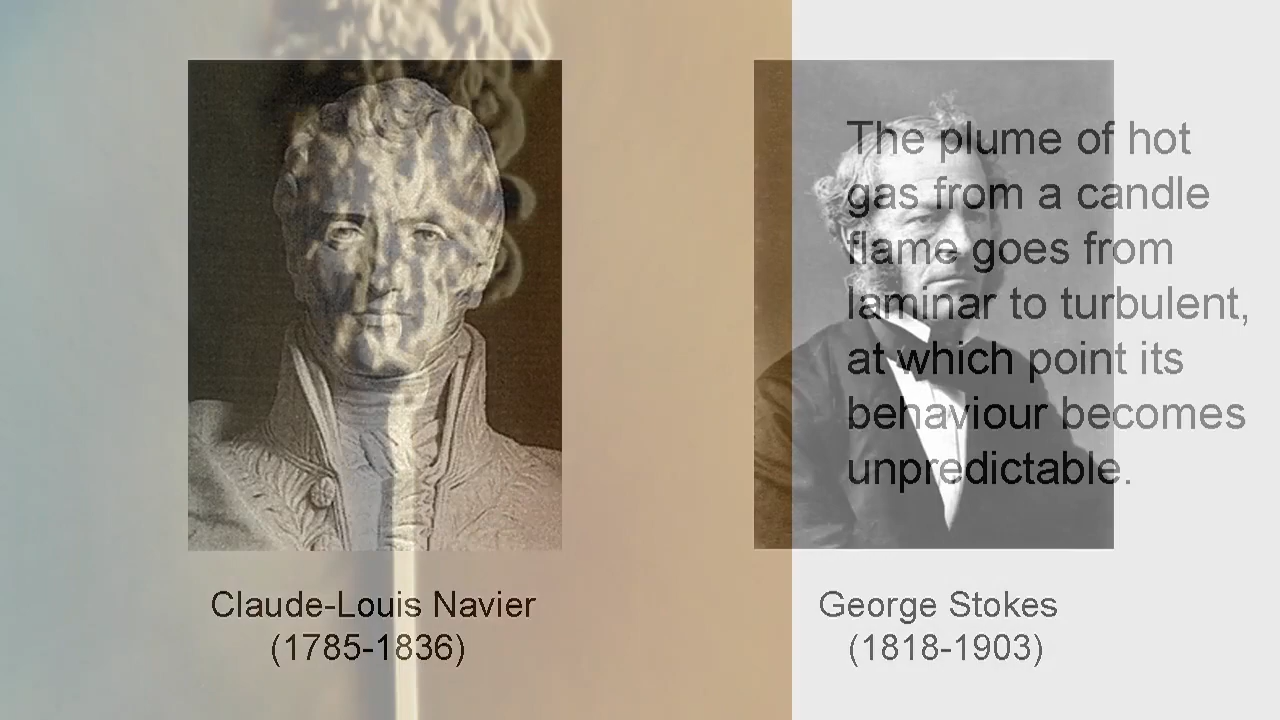 The plume of hot
gas from a candle
flame goes from
laminar to turbulent,
at which point its
behaviour becomes
unpredictable.
Claude-Louis Navier
(1785-1836)
George Stokes
(1818-1903)